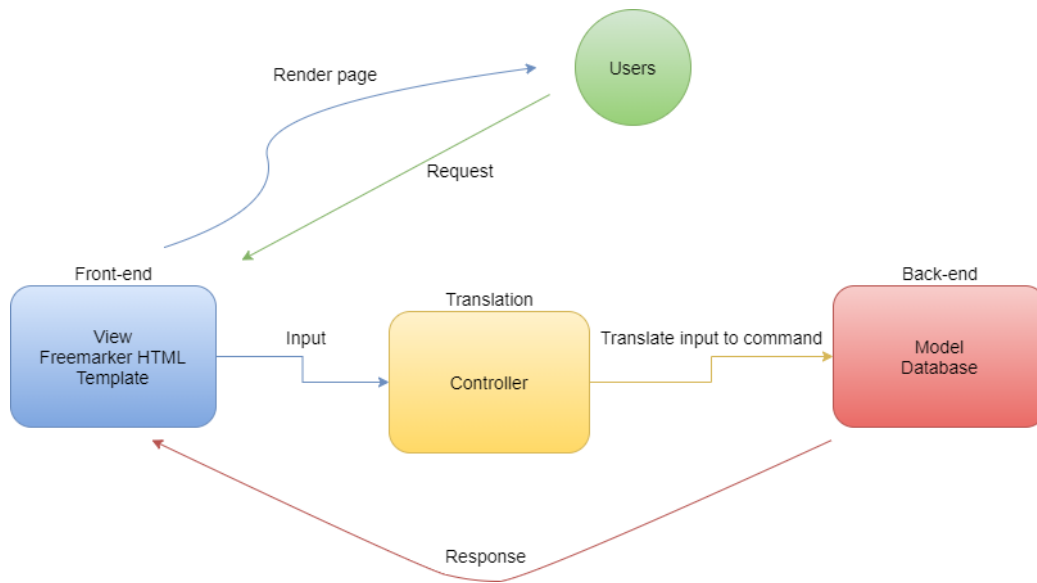 Users
Render page
Request
Front-end
View
Freemarker HTML
Template
Input
Translation
Controller
Translate input to command
Back-end
Model
Database
Response